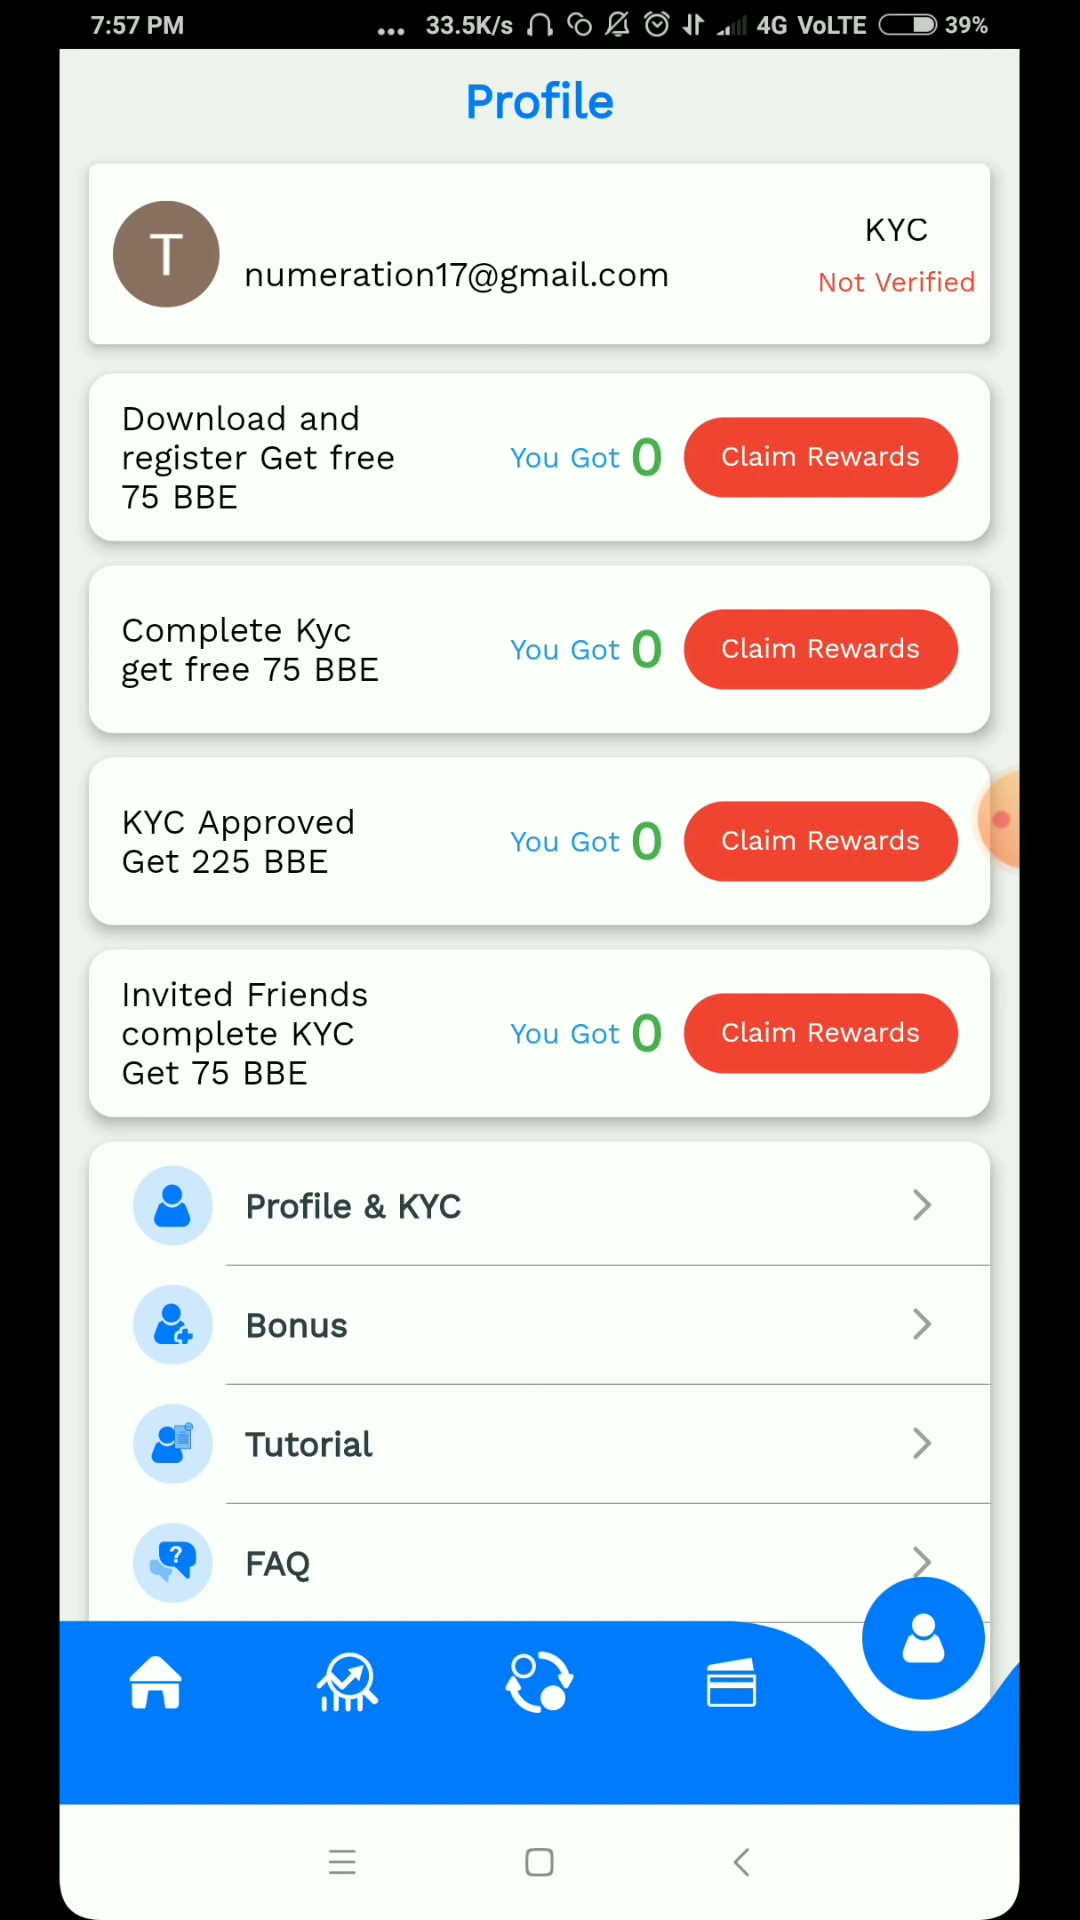 7:57 PM ... 33.5K/s 4G VoLTE 39%
Profile
T
numeration17@gmail.com
KYC
Not Verified
Download and
register Get free
75 BBE
You Got 0
Claim Rewards
Complete Kyc
get free 75 BBE
You Got 0
Claim Rewards
KYC Approved
Get 225 BBE
You Got 0
Claim Rewards
Invited Friends
complete KYC
Get 75 BBE
You Got 0
Claim Rewards
Profile & KYC
Bonus
Tutorial
?
FAQ